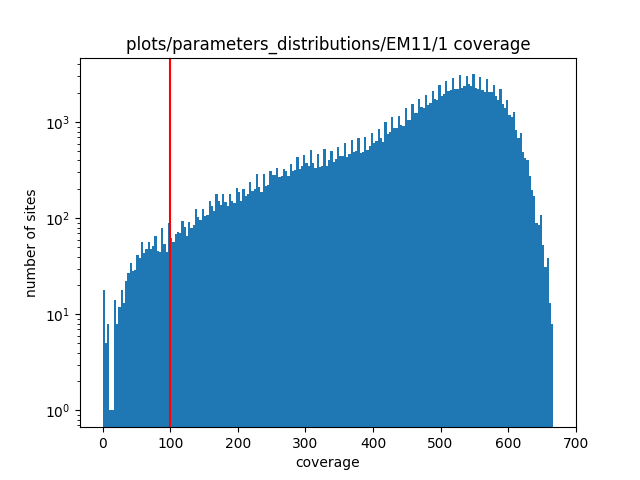 plots/parameters_distributions/EM11/1 coverage
number of sites
10³
10²
10¹
10⁰
0 100 200 300 400 500 600 700
coverage